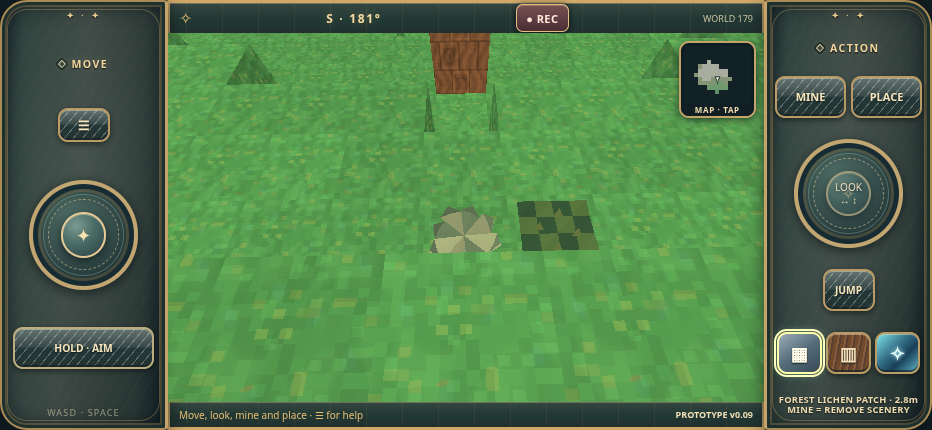 MOVE
HOLD · AIM
WASD · SPACE
S · 181°
● REC
WORLD 179
MAP · TAP
Move, look, mine and place · ☰ for help
PROTOTYPE v0.09
ACTION
MINE PLACE
LOOK
JUMP
FOREST LICHEN PATCH · 2.8m
MINE = REMOVE SCENERY